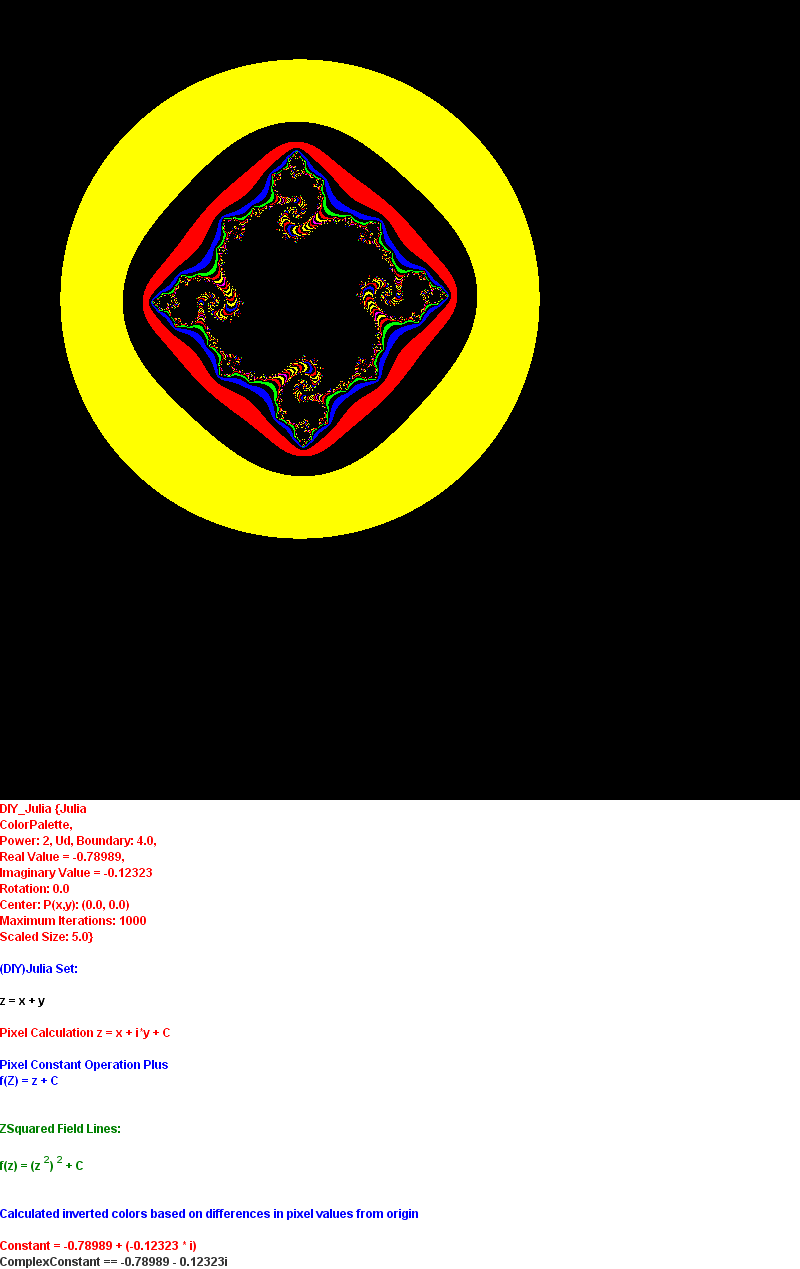 DIY_Julia {Julia
ColorPalette,
Power: 2, Ud, Boundary: 4.0,
Real Value = -0.78989,
Imaginary Value = -0.12323
Rotation: 0.0
Center: P(x,y): (0.0, 0.0)
Maximum Iterations: 1000
Scaled Size: 5.0}
(DIY)Julia Set:
z = x + y
Pixel Calculation z = x + i*y + C
Pixel Constant Operation Plus
f(Z) = z + C
ZSquared Field Lines:
f(z) = (z ²) ² + C
Calculated inverted colors based on differences in pixel values from origin
Constant = -0.78989 + (-0.12323 * i)
ComplexConstant == -0.78989 - 0.12323i